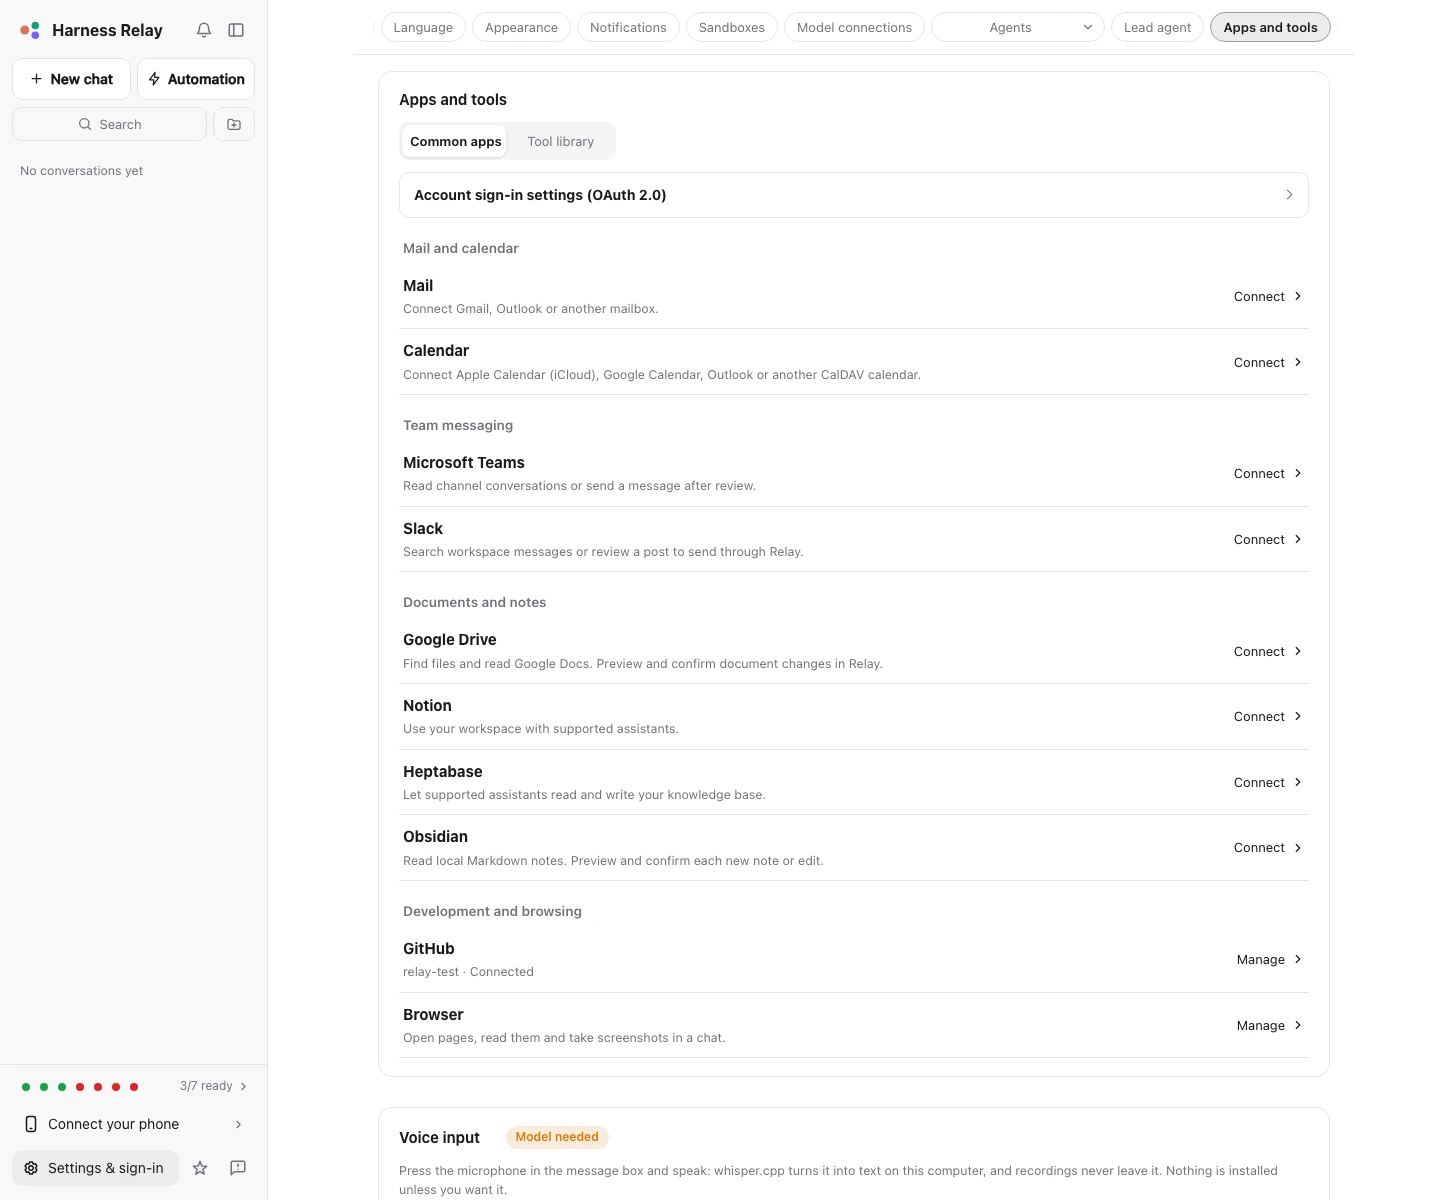 Harness Relay
New chat
Automation
Search
No conversations yet
3/7 ready
Connect your phone
Settings & sign-in
Language
Appearance
Notifications
Sandboxes
Model connections
Agents
Lead agent
Apps and tools
Apps and tools
Common apps
Tool library
Account sign-in settings (OAuth 2.0)
Mail and calendar
Mail
Connect Gmail, Outlook or another mailbox.
Connect
Calendar
Connect Apple Calendar (iCloud), Google Calendar, Outlook or another CalDAV calendar.
Connect
Team messaging
Microsoft Teams
Read channel conversations or send a message after review.
Connect
Slack
Search workspace messages or review a post to send through Relay.
Connect
Documents and notes
Google Drive
Find files and read Google Docs. Preview and confirm document changes in Relay.
Connect
Notion
Use your workspace with supported assistants.
Connect
Heptabase
Let supported assistants read and write your knowledge base.
Connect
Obsidian
Read local Markdown notes. Preview and confirm each new note or edit.
Connect
Development and browsing
GitHub
relay-test · Connected
Manage
Browser
Open pages, read them and take screenshots in a chat.
Manage
Voice input
Model needed
Press the microphone in the message box and speak: whisper.cpp turns it into text on this computer, and recordings never leave it. Nothing is installed
unless you want it.